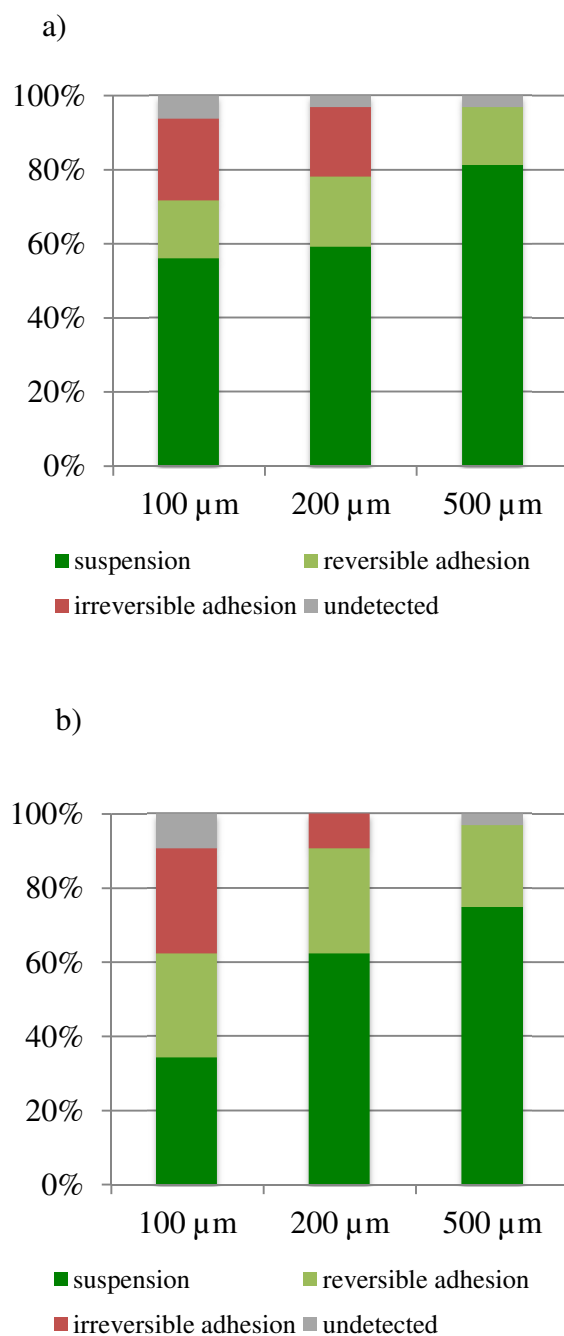 a)
100%
80%
60%
40%
20%
0%
100 µm 200 µm 500 µm
suspension reversible adhesion
irreversible adhesion undetected
b)
100%
80%
60%
40%
20%
0%
100 µm 200 µm 500 µm
suspension reversible adhesion
irreversible adhesion undetected